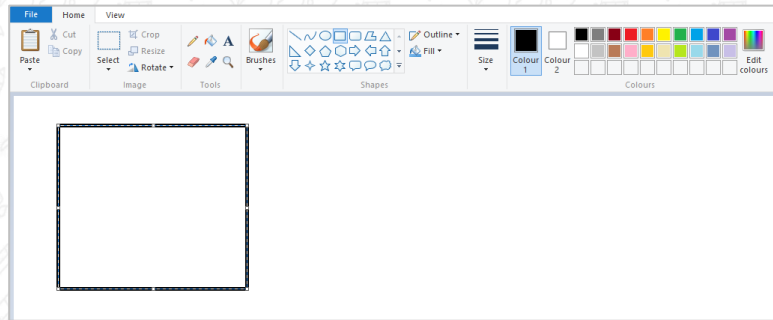 File Home View
Cut
Copy
Paste
Clipboard
Crop
Resize
Rotate
Select
Image
A
Tools
Brushes
Outline
Fill
Shapes
Size
Colour
1
Colour
2
Edit
colours
Colours